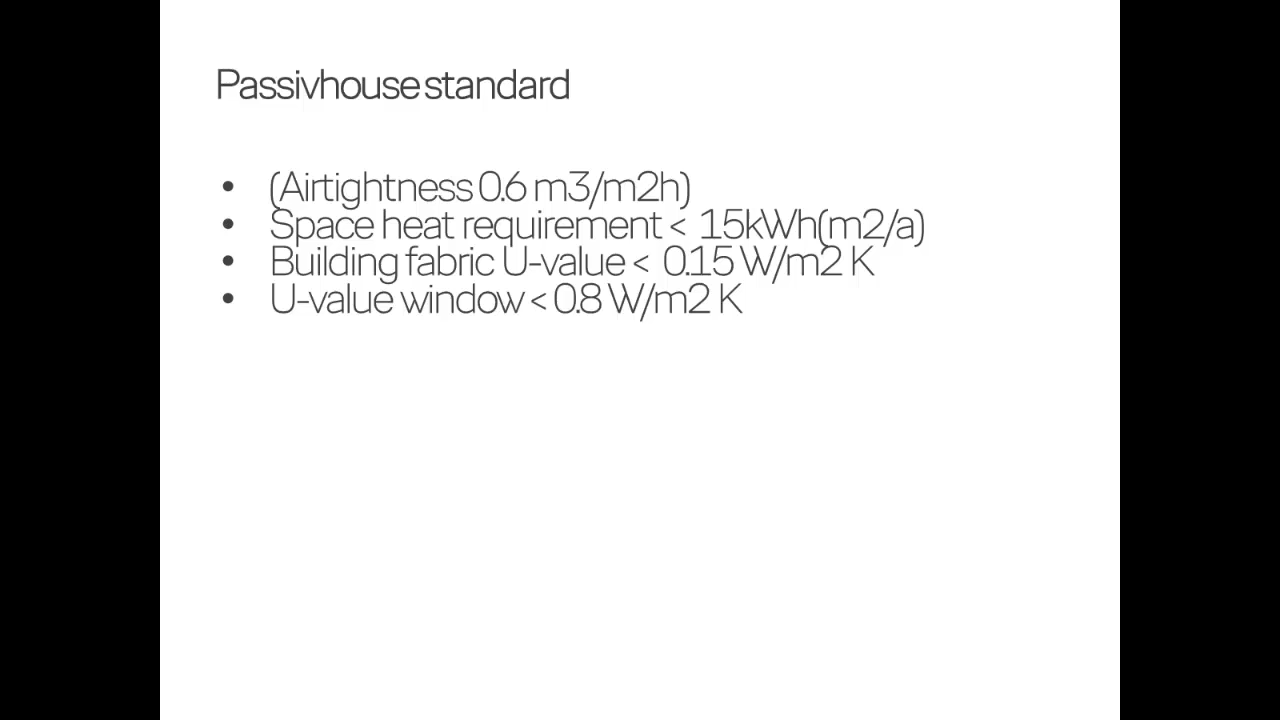 Passivhouse standard
• (Airtightness 0.6 m3/m2h)
• Space heat requirement < 15kWh(m2/a)
• Building fabric U-value < 0.15 W/m2 K
• U-value window < 0.8 W/m2 K